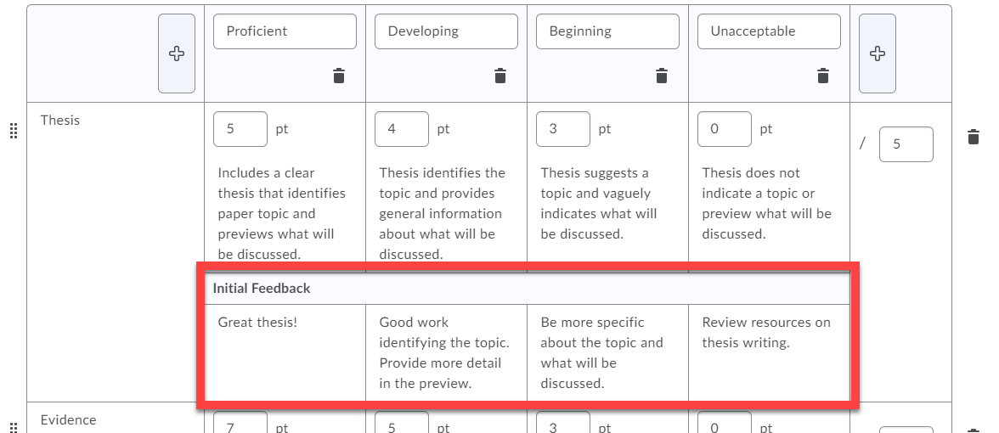 Proficient Developing Beginning Unacceptable
Thesis 5 pt 4 pt 3 pt 0 pt / 5
Includes a clear
thesis that identifies
paper topic and
previews what will
be discussed.
Thesis identifies the
topic and provides
general information
about what will be
discussed.
Thesis suggests a
topic and vaguely
indicates what will
be discussed.
Thesis does not
indicate a topic or
preview what will be
discussed.
Initial Feedback
Great thesis!
Good work
identifying the topic.
Provide more detail
in the preview.
Be more specific
about the topic and
what will be
discussed.
Review resources on
thesis writing.
Evidence 7 pt 5 pt 3 pt 0 pt